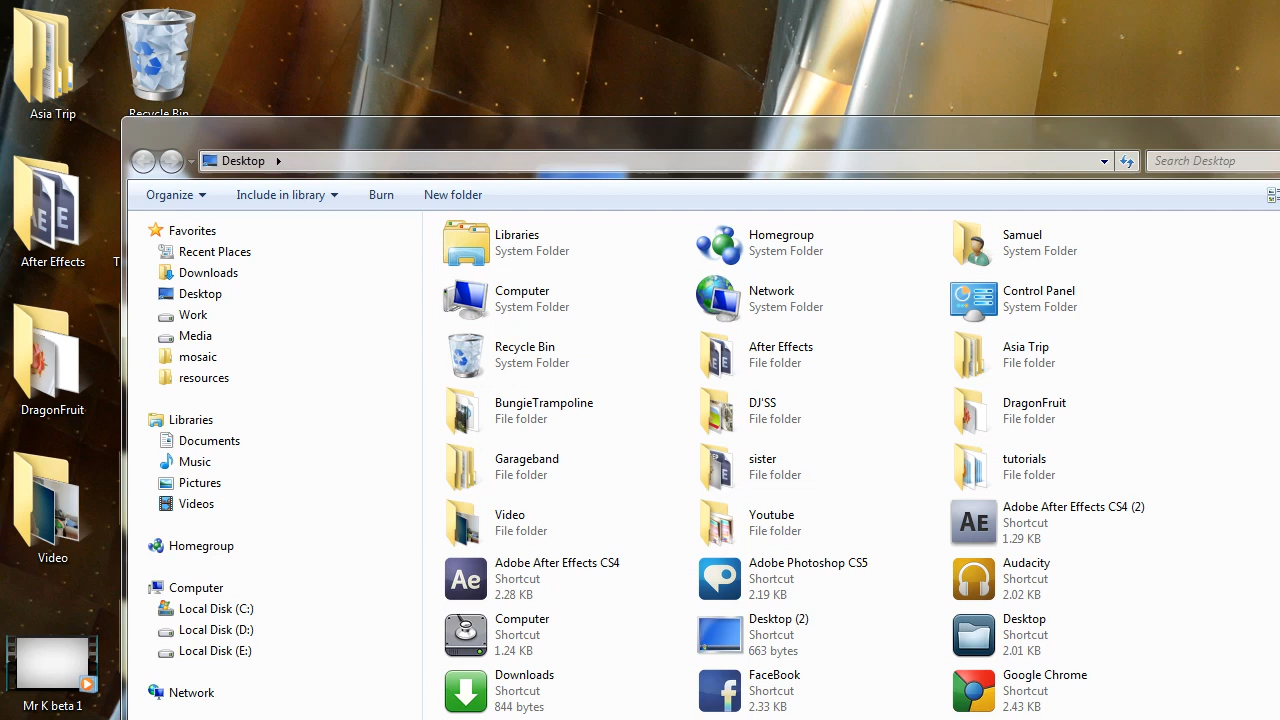 Asia Trip
Recycle Bin
After Effects
T
DragonFruit
Video
Mr K beta 1
Desktop
Search Desktop
Organize
Include in library
Burn
New folder
Favorites
Recent Places
Downloads
Desktop
Work
Media
mosaic
resources
Libraries
Documents
Music
Pictures
Videos
Homegroup
Computer
Local Disk (C:)
Local Disk (D:)
Local Disk (E:)
Network
Libraries
System Folder
Homegroup
System Folder
Samuel
System Folder
Computer
System Folder
Network
System Folder
Control Panel
System Folder
Recycle Bin
System Folder
After Effects
File folder
Asia Trip
File folder
BungieTrampoline
File folder
DJ'SS
File folder
DragonFruit
File folder
Garageband
File folder
sister
File folder
tutorials
File folder
Video
File folder
Youtube
File folder
AE
Adobe After Effects CS4 (2)
Shortcut
1.29 KB
Ae
Adobe After Effects CS4
Shortcut
2.28 KB
Adobe Photoshop CS5
Shortcut
2.19 KB
Audacity
Shortcut
2.02 KB
Computer
Shortcut
1.24 KB
Desktop (2)
Shortcut
663 bytes
Desktop
Shortcut
2.01 KB
Downloads
Shortcut
844 bytes
f
FaceBook
Shortcut
2.33 KB
Google Chrome
Shortcut
2.43 KB